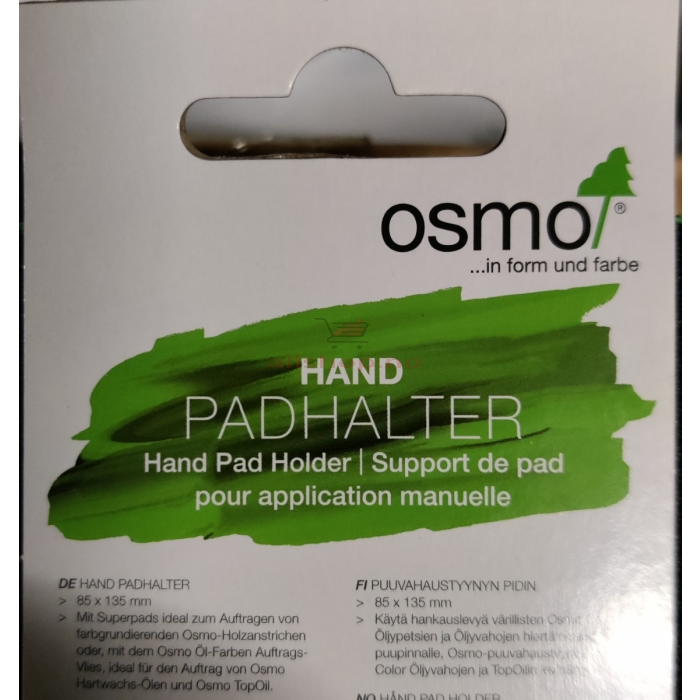 osmo®
...in form und farbe
HAND
PADHALTER
Hand Pad Holder | Support de pad
pour application manuelle
DE HAND PADHALTER
> 85 x 135 mm
> Mit Superpads ideal zum Auftragen von
farbgrundierenden Osmo-Holzanstrichen
oder, mit dem Osmo Öl-Farben Auftrags-
Vlies, ideal für den Auftrag von Osmo
Hartwachs-Ölen und Osmo TopOil.
FI PUUVAHAUSTYYNYN PIDIN
> 85 x 135 mm
> Käytä hankauslevyä värillisten
Öljypetsien ja Öljyvahojen
puupinnalle, Osmo-
Color Öljyvahojen ja TopOilin
NO HÅND PAD HOLDER